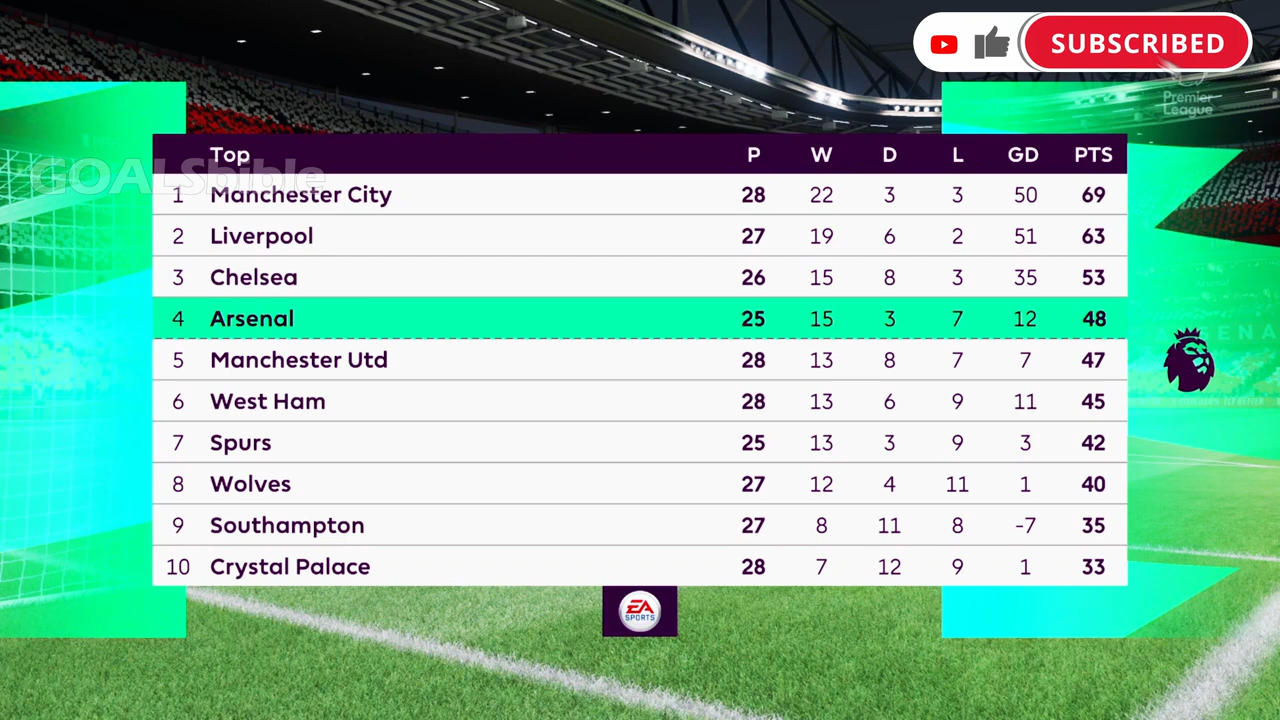 SUBSCRIBED
Premier
League
GOALSbible
Top P W D L GD PTS
1 Manchester City 28 22 3 3 50 69
2 Liverpool 27 19 6 2 51 63
3 Chelsea 26 15 8 3 35 53
4 Arsenal 25 15 3 7 12 48
5 Manchester Utd 28 13 8 7 7 47
6 West Ham 28 13 6 9 11 45
7 Spurs 25 13 3 9 3 42
8 Wolves 27 12 4 11 1 40
9 Southampton 27 8 11 8 -7 35
10 Crystal Palace 28 7 12 9 1 33
EA
SPORTS